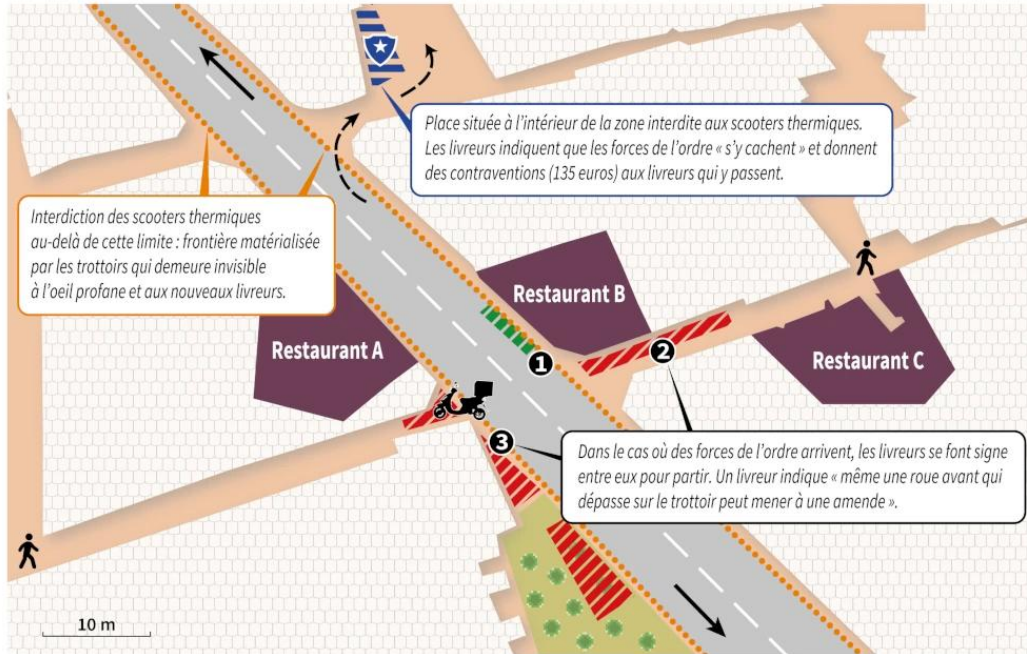 Place située à l’intérieur de la zone interdite aux scooters thermiques.
Les livreurs indiquent que les forces de l’ordre « s’y cachent » et donnent
des contraventions (135 euros) aux livreurs qui y passent.
Interdiction des scooters thermiques
au-delà de cette limite : frontière matérialisée
par les trottoirs qui demeure invisible
à l’oeil profane et aux nouveaux livreurs.
Restaurant B
Restaurant A
1
2
Restaurant C
3
Dans le cas où des forces de l’ordre arrivent, les livreurs se font signe
entre eux pour partir. Un livreur indique « même une roue avant qui
dépasse sur le trottoir peut mener à une amende ».
10 m